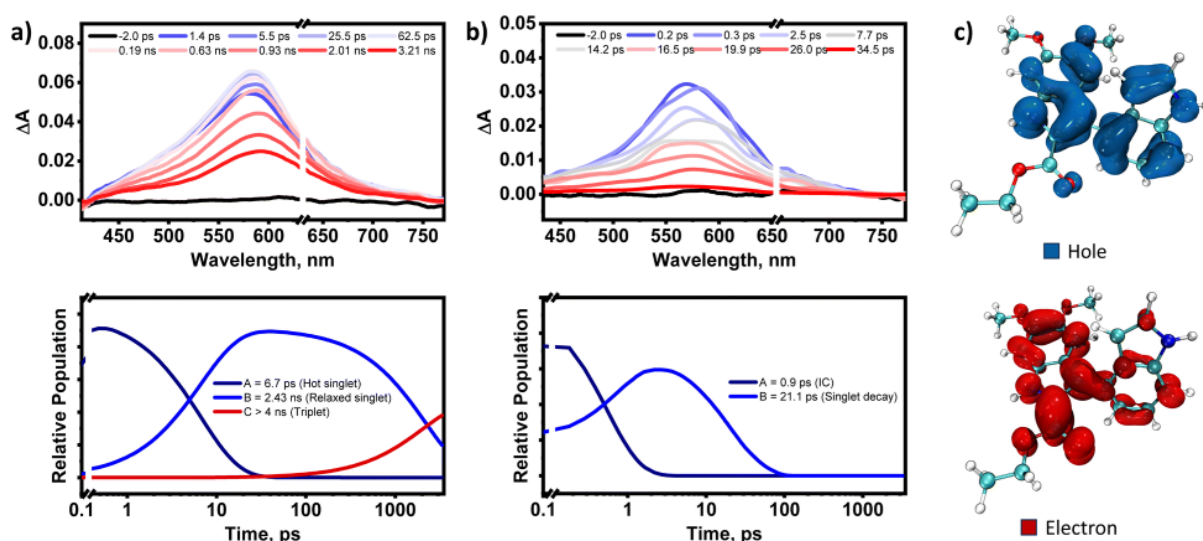 a)
-2.0 ps 1.4 ps 5.5 ps 25.5 ps 62.5 ps
0.19 ns 0.63 ns 0.93 ns 2.01 ns 3.21 ns
0.08
0.06
0.04
0.02
0.00
ΔA
450 500 550 600 650 700 750
Wavelength, nm
b)
-2.0 ps 0.2 ps 0.3 ps 2.5 ps 7.7 ps
14.2 ps 16.5 ps 19.9 ps 26.0 ps 34.5 ps
0.05
0.04
0.03
0.02
0.01
0.00
ΔA
450 500 550 600 650 700 750
Wavelength, nm
c)
Hole
Relative Population
A = 6.7 ps (Hot singlet)
B = 2.43 ns (Relaxed singlet)
C > 4 ns (Triplet)
0.1 1 10 100 1000
Time, ps
Relative Population
A = 0.9 ps (IC)
B = 21.1 ps (Singlet decay)
0.1 1 10 100 1000
Time, ps
Electron